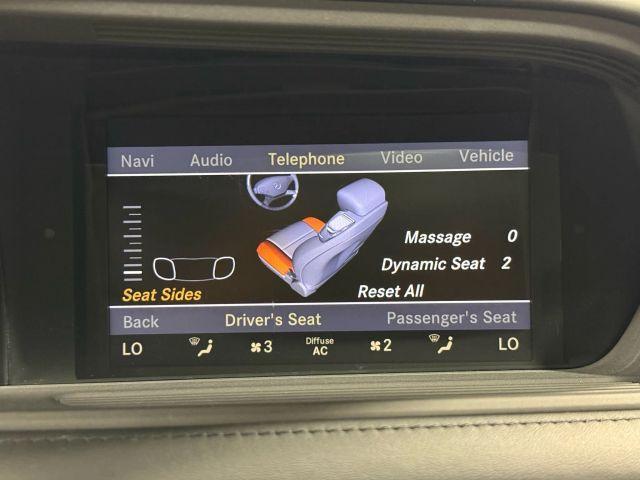 Navi Audio Telephone Video Vehicle
Massage 0
Dynamic Seat 2
Seat Sides Reset All
Back Driver's Seat Passenger's Seat
LO 3 Diffuse AC 2 LO